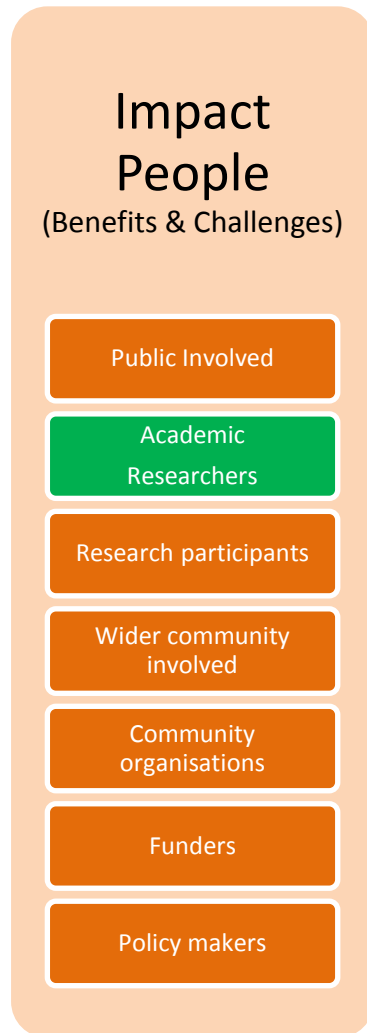 Impact
People
(Benefits & Challenges)
Public Involved
Academic
Researchers
Research participants
Wider community
involved
Community
organisations
Funders
Policy makers